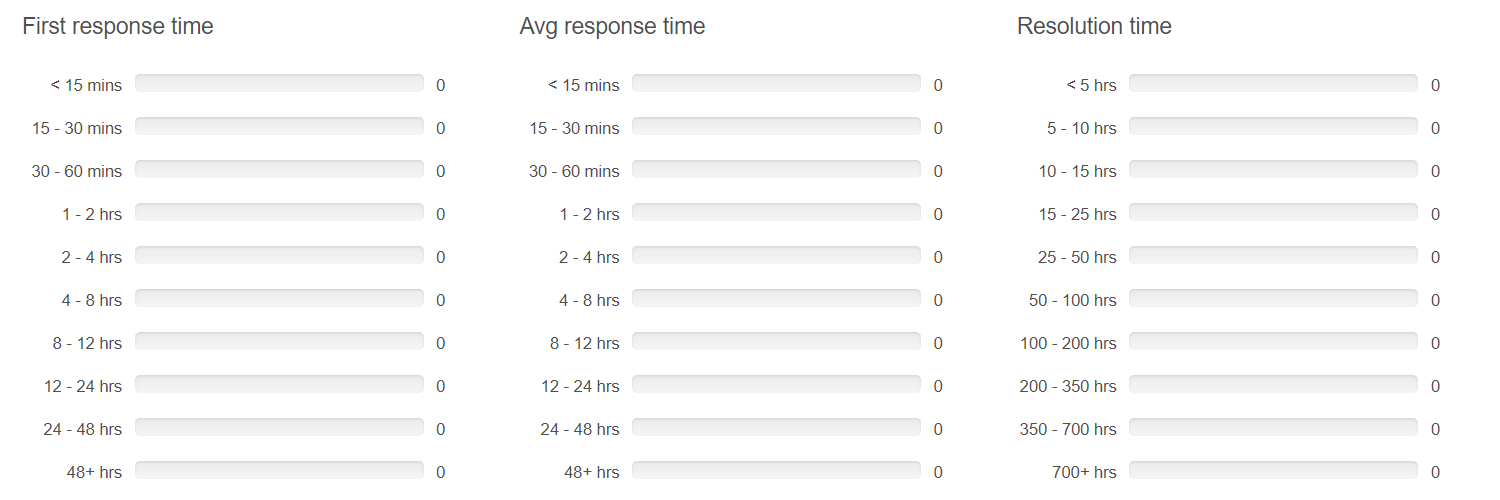 First response time
< 15 mins 0
15 - 30 mins 0
30 - 60 mins 0
1 - 2 hrs 0
2 - 4 hrs 0
4 - 8 hrs 0
8 - 12 hrs 0
12 - 24 hrs 0
24 - 48 hrs 0
48+ hrs 0
Avg response time
< 15 mins 0
15 - 30 mins 0
30 - 60 mins 0
1 - 2 hrs 0
2 - 4 hrs 0
4 - 8 hrs 0
8 - 12 hrs 0
12 - 24 hrs 0
24 - 48 hrs 0
48+ hrs 0
Resolution time
< 5 hrs 0
5 - 10 hrs 0
10 - 15 hrs 0
15 - 25 hrs 0
25 - 50 hrs 0
50 - 100 hrs 0
100 - 200 hrs 0
200 - 350 hrs 0
350 - 700 hrs 0
700+ hrs 0